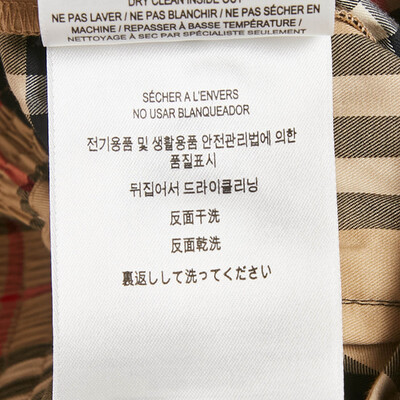 DRY CLEAN INSIDE OUT
NE PAS LAVER / NE PAS BLANCHIR / NE PAS SÉCHER EN
MACHINE / REPASSER À BASSE TEMPÉRATURE /
NETTOYAGE À SEC PAR SPÉCIALISTE SEULEMENT
SÉCHER A L'ENVERS
NO USAR BLANQUEADOR
전기용품 및 생활용품 안전관리법에 의한
품질표시
뒤집어서 드라이클리닝
反面干洗
反面乾洗
裏返しして洗ってください